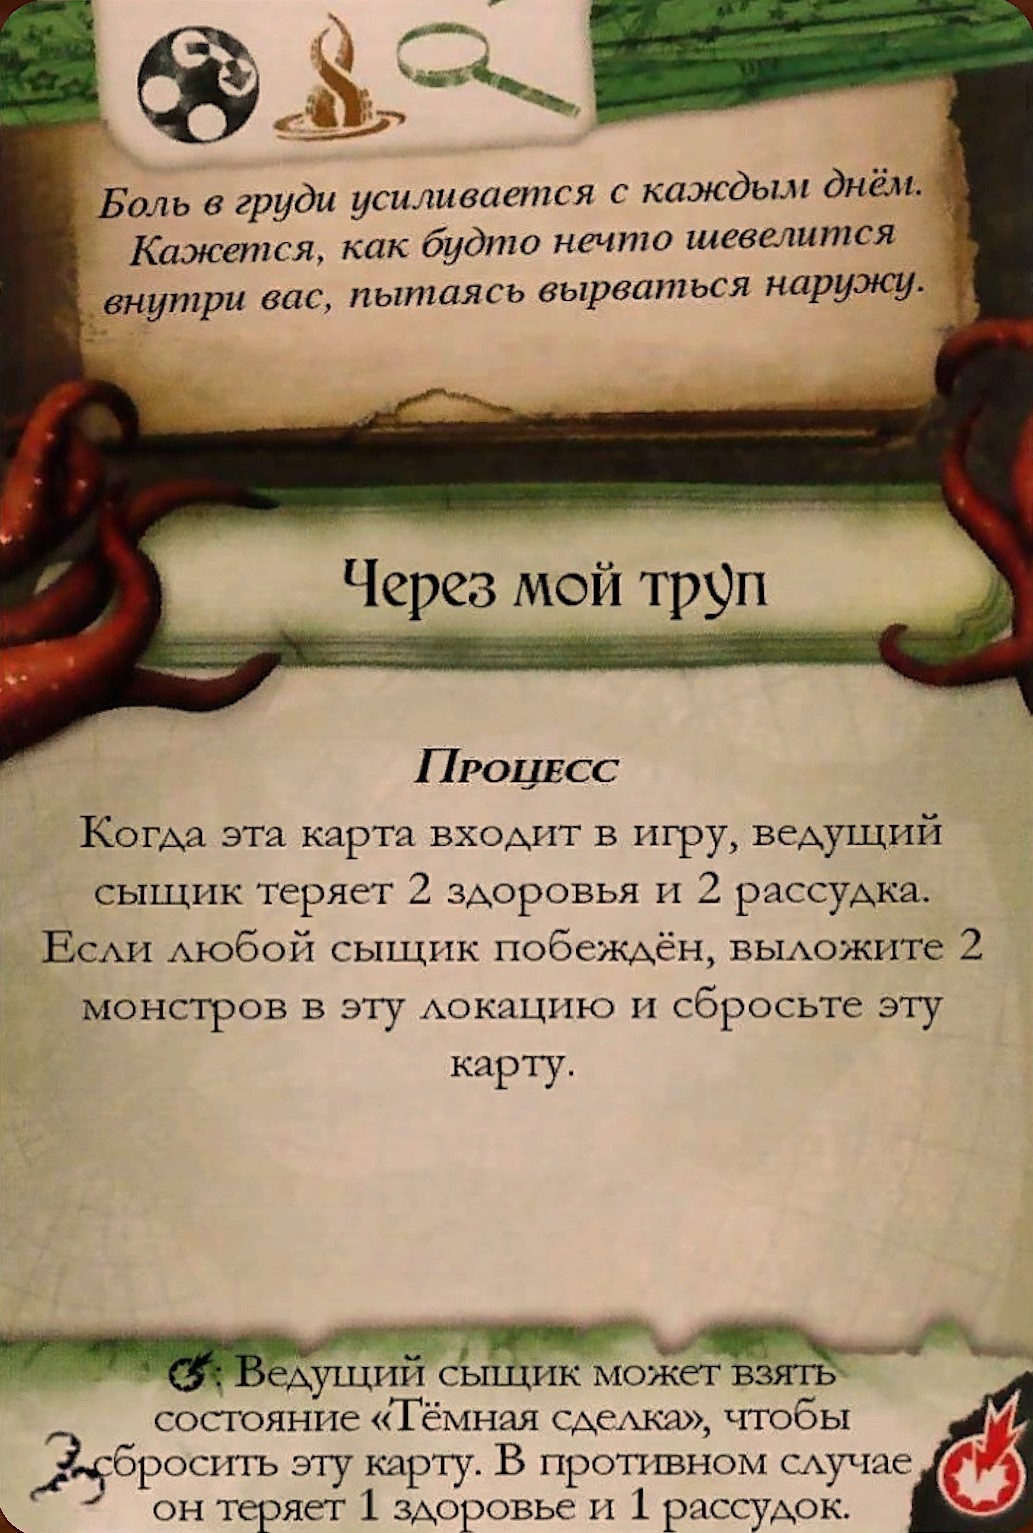 Боль в груди усиливается с каждым днём.
Кажется, как будто нечто шевелится
внутри вас, пытаясь вырваться наружу.
Через мой труп
Процесс
Когда эта карта входит в игру, ведущий
сыщик теряет 2 здоровья и 2 рассудка.
Если любой сыщик побеждён, выложите 2
монстров в эту локацию и сбросьте эту
карту.
: Ведущий сыщик может взять
состояние «Тёмная сделка», чтобы
сбросить эту карту. В противном случае
он теряет 1 здоровье и 1 рассудок.